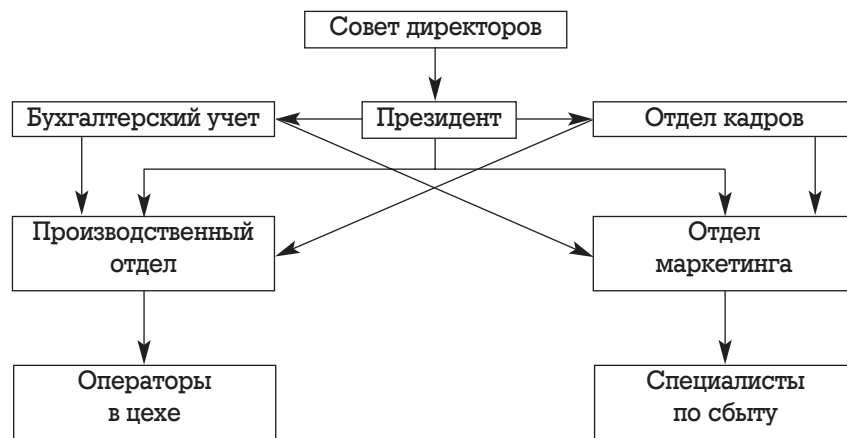 Совет директоров
Бухгалтерский учет
Президент
Отдел кадров
Производственный
отдел
Отдел
маркетинга
Операторы
в цехе
Специалисты
по сбыту